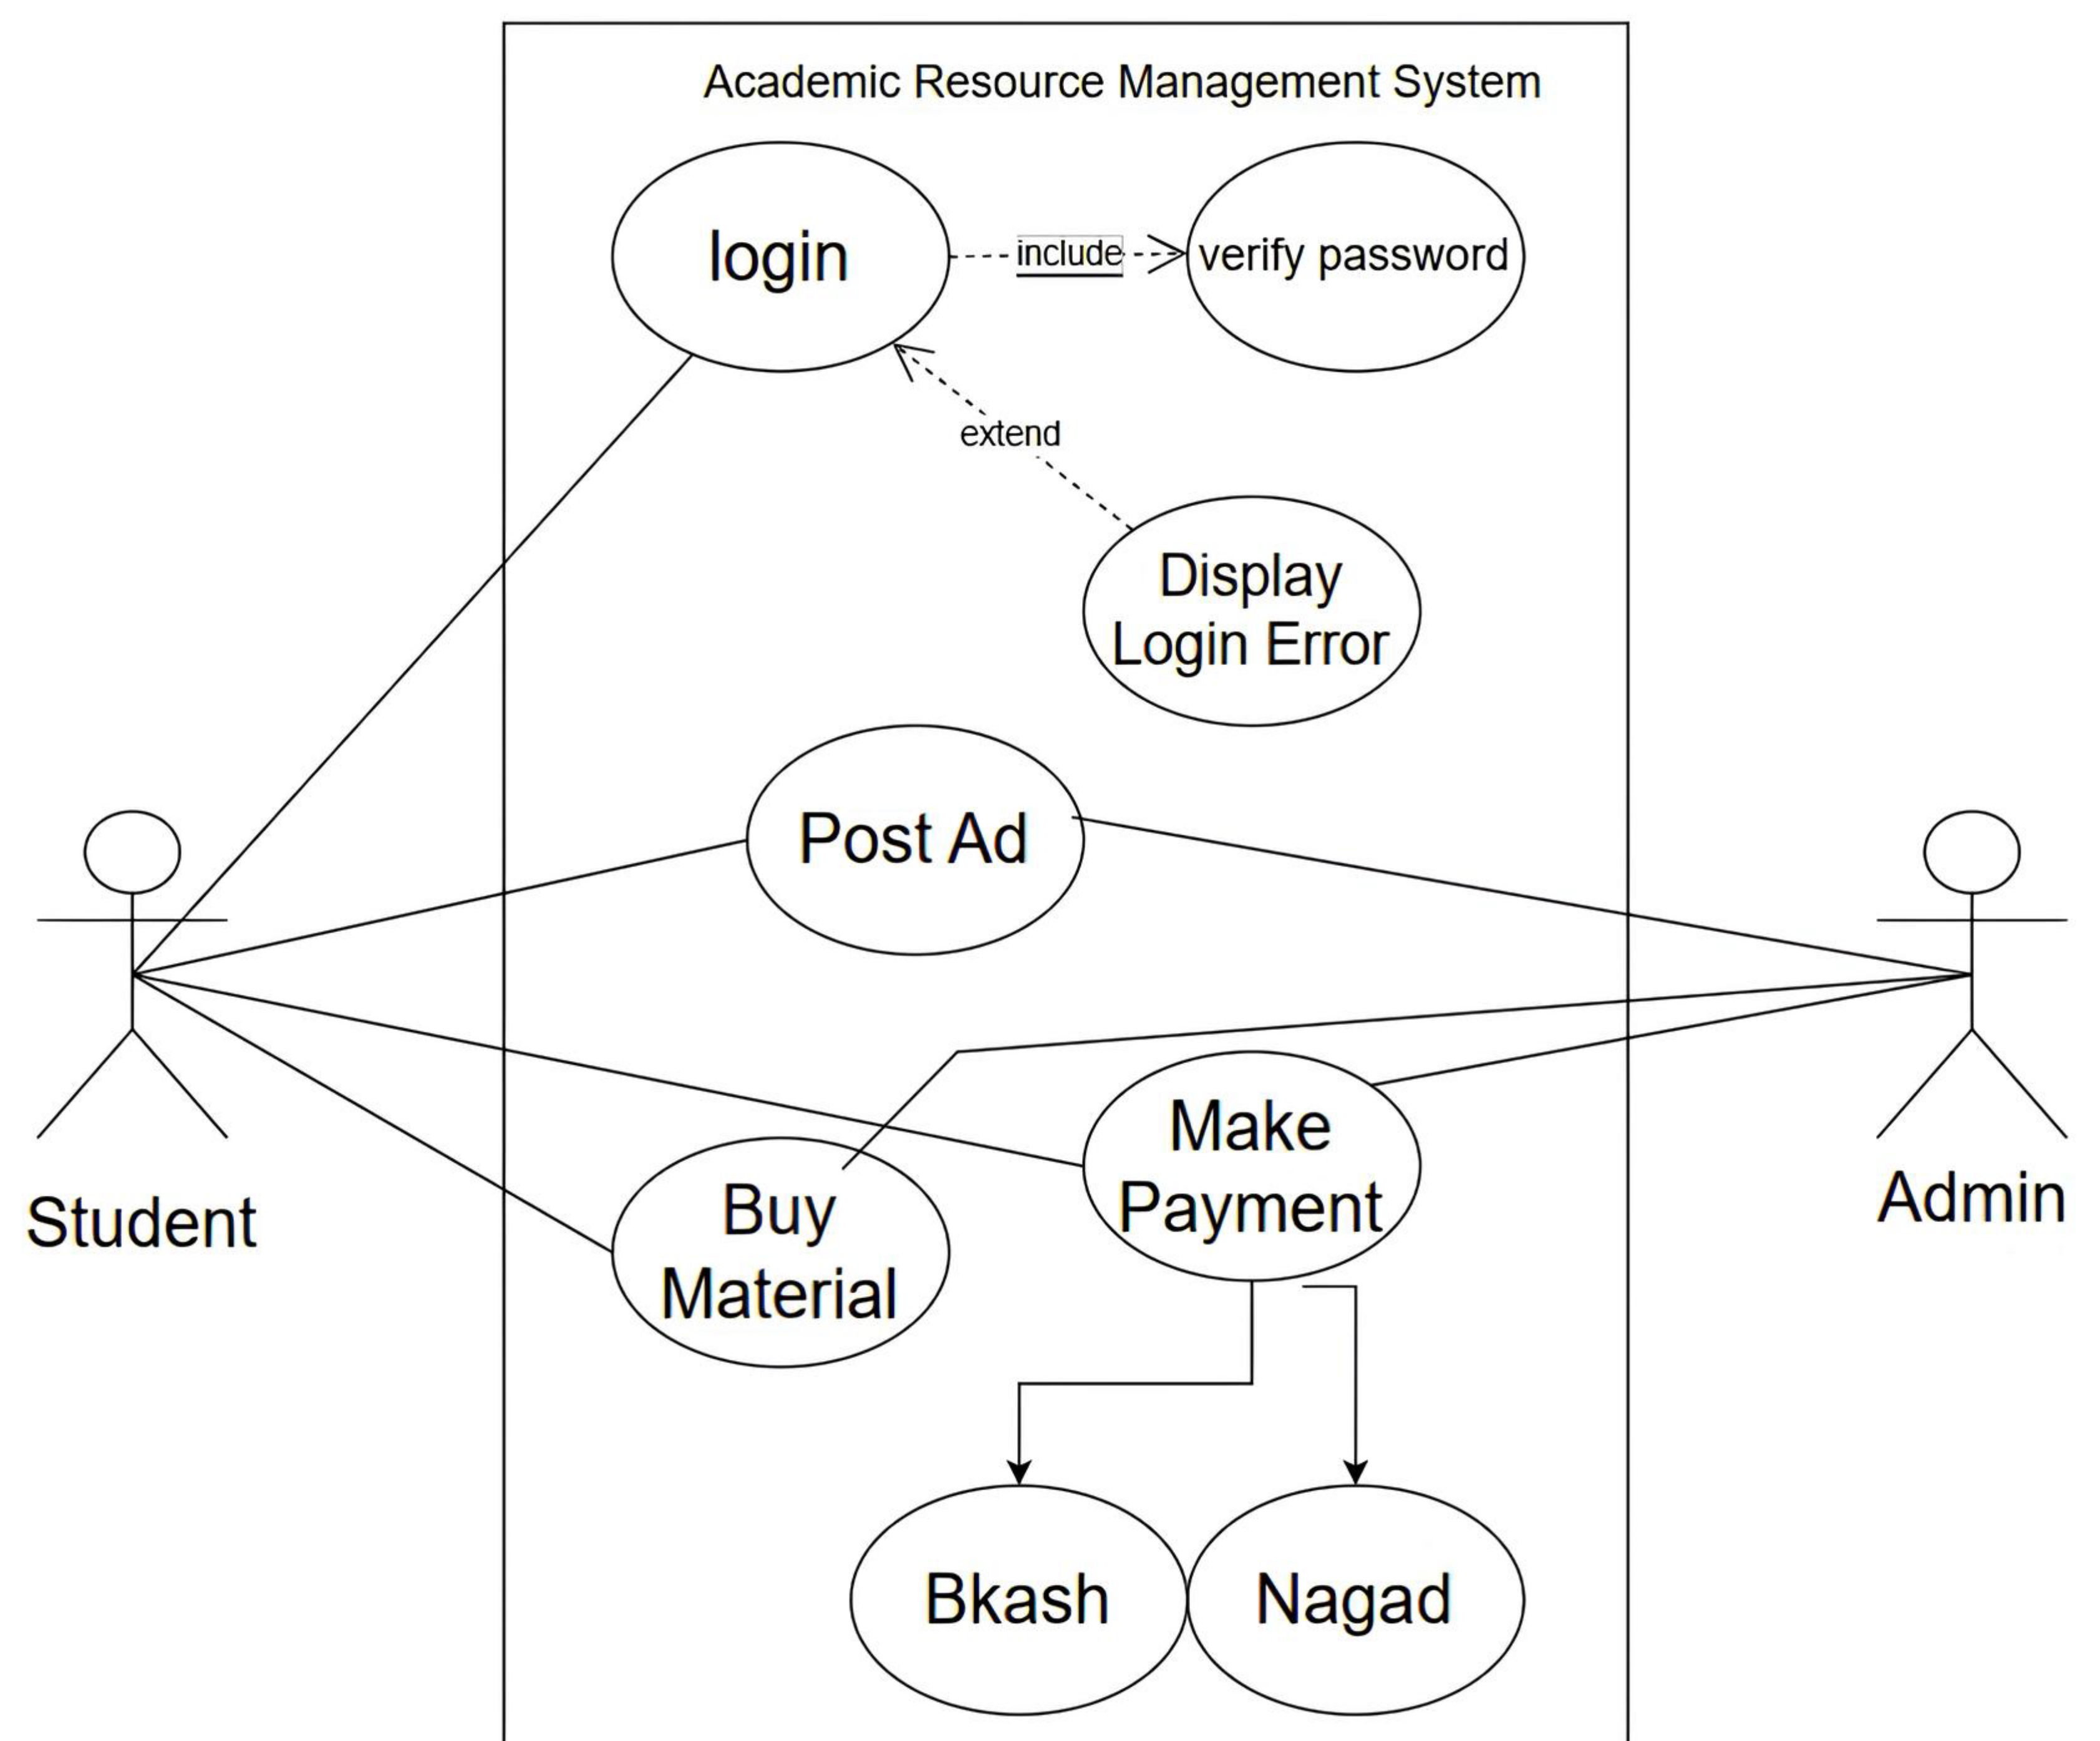 Academic Resource Management System
login
include
verify password
extend
Display
Login Error
Post Ad
Make
Payment
Buy
Material
Student
Admin
Bkash
Nagad